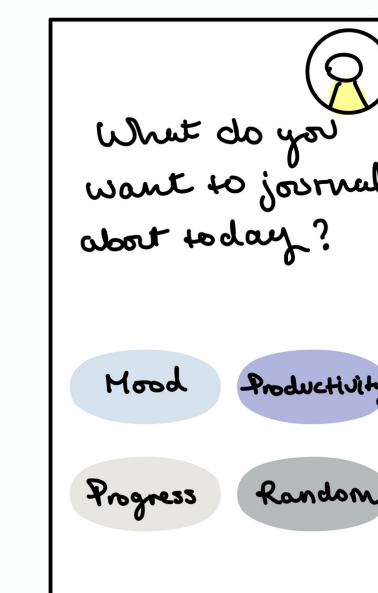 What do you
want to journal
about today?
Mood Productivity
Progress Random